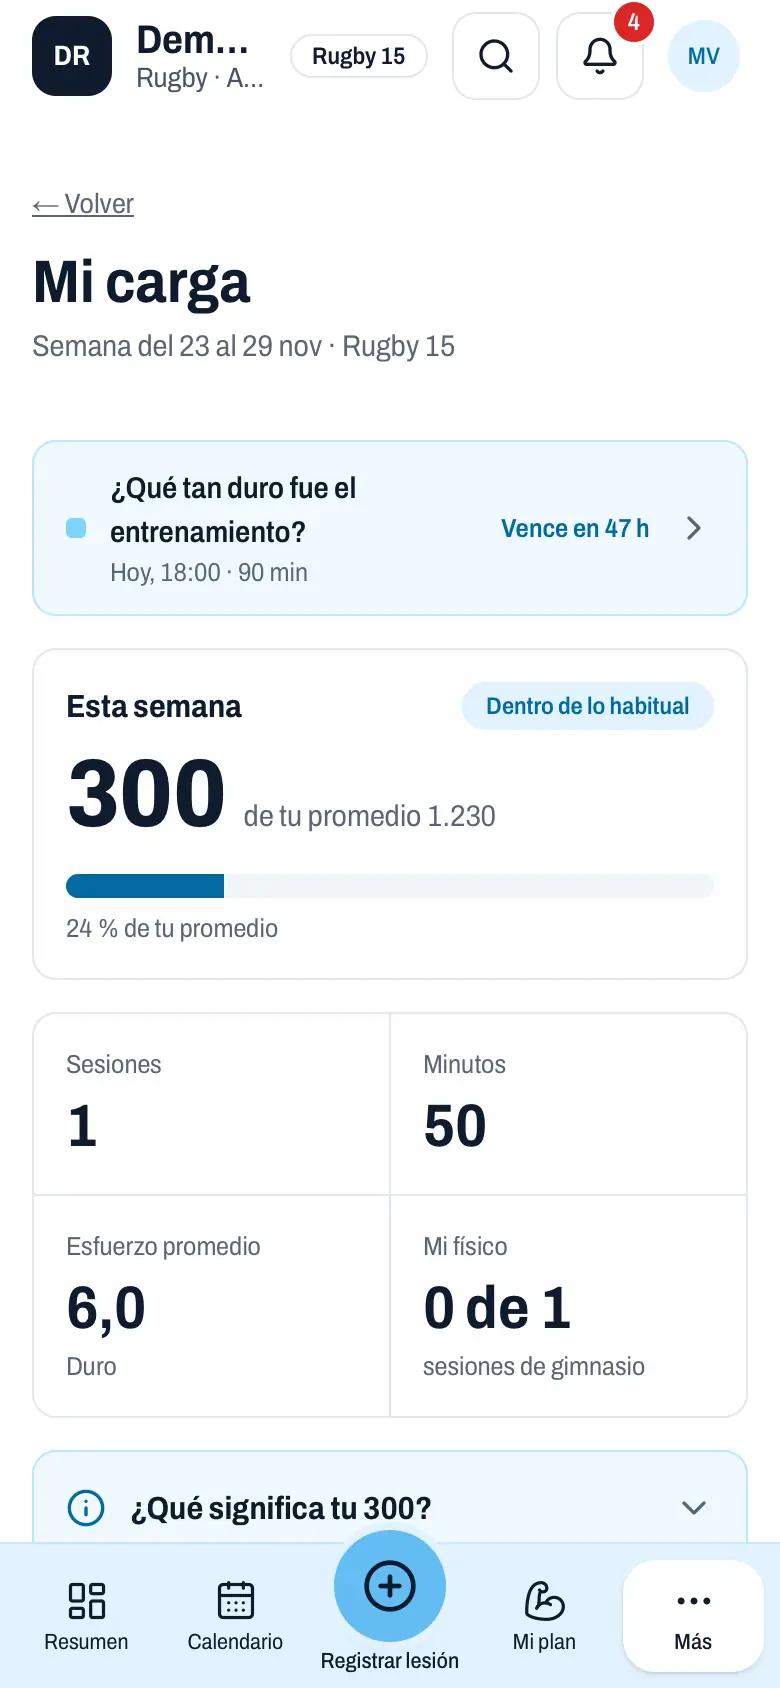 DR
Dem...
Rugby · A...
Rugby 15
4
MV
← Volver
Mi carga
Semana del 23 al 29 nov · Rugby 15
¿Qué tan duro fue el
entrenamiento?
Hoy, 18:00 · 90 min
Vence en 47 h
Esta semana
Dentro de lo habitual
300 de tu promedio 1.230
24 % de tu promedio
Sesiones
1
Minutos
50
Esfuerzo promedio
6,0
Duro
Mi físico
0 de 1
sesiones de gimnasio
¿Qué significa tu 300?
Resumen
Calendario
Registrar lesión
Mi plan
Más